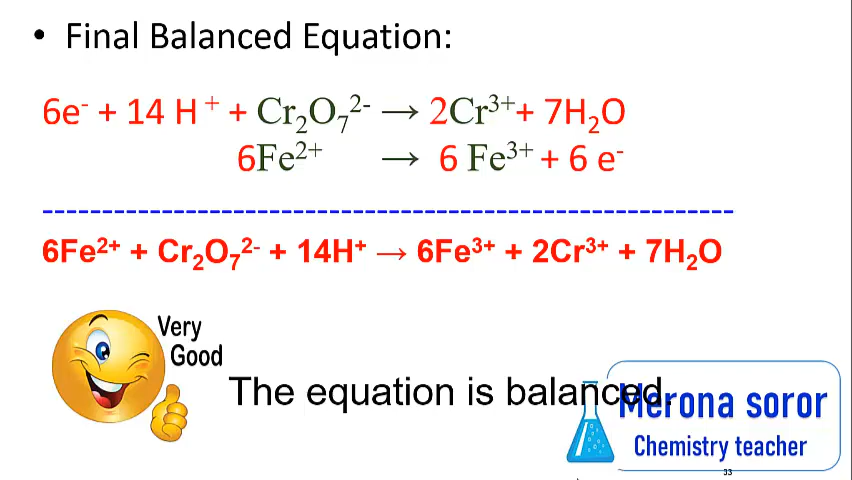 • Final Balanced Equation:
6e⁻ + 14 H⁺ + Cr₂O₇²⁻ → 2Cr³⁺ + 7H₂O
6Fe²⁺ → 6 Fe³⁺ + 6 e⁻
------------------------------------------------------------
6Fe²⁺ + Cr₂O₇²⁻ + 14H⁺ → 6Fe³⁺ + 2Cr³⁺ + 7H₂O
Very
Good
The equation is balanced.
Merona soror
Chemistry teacher
33